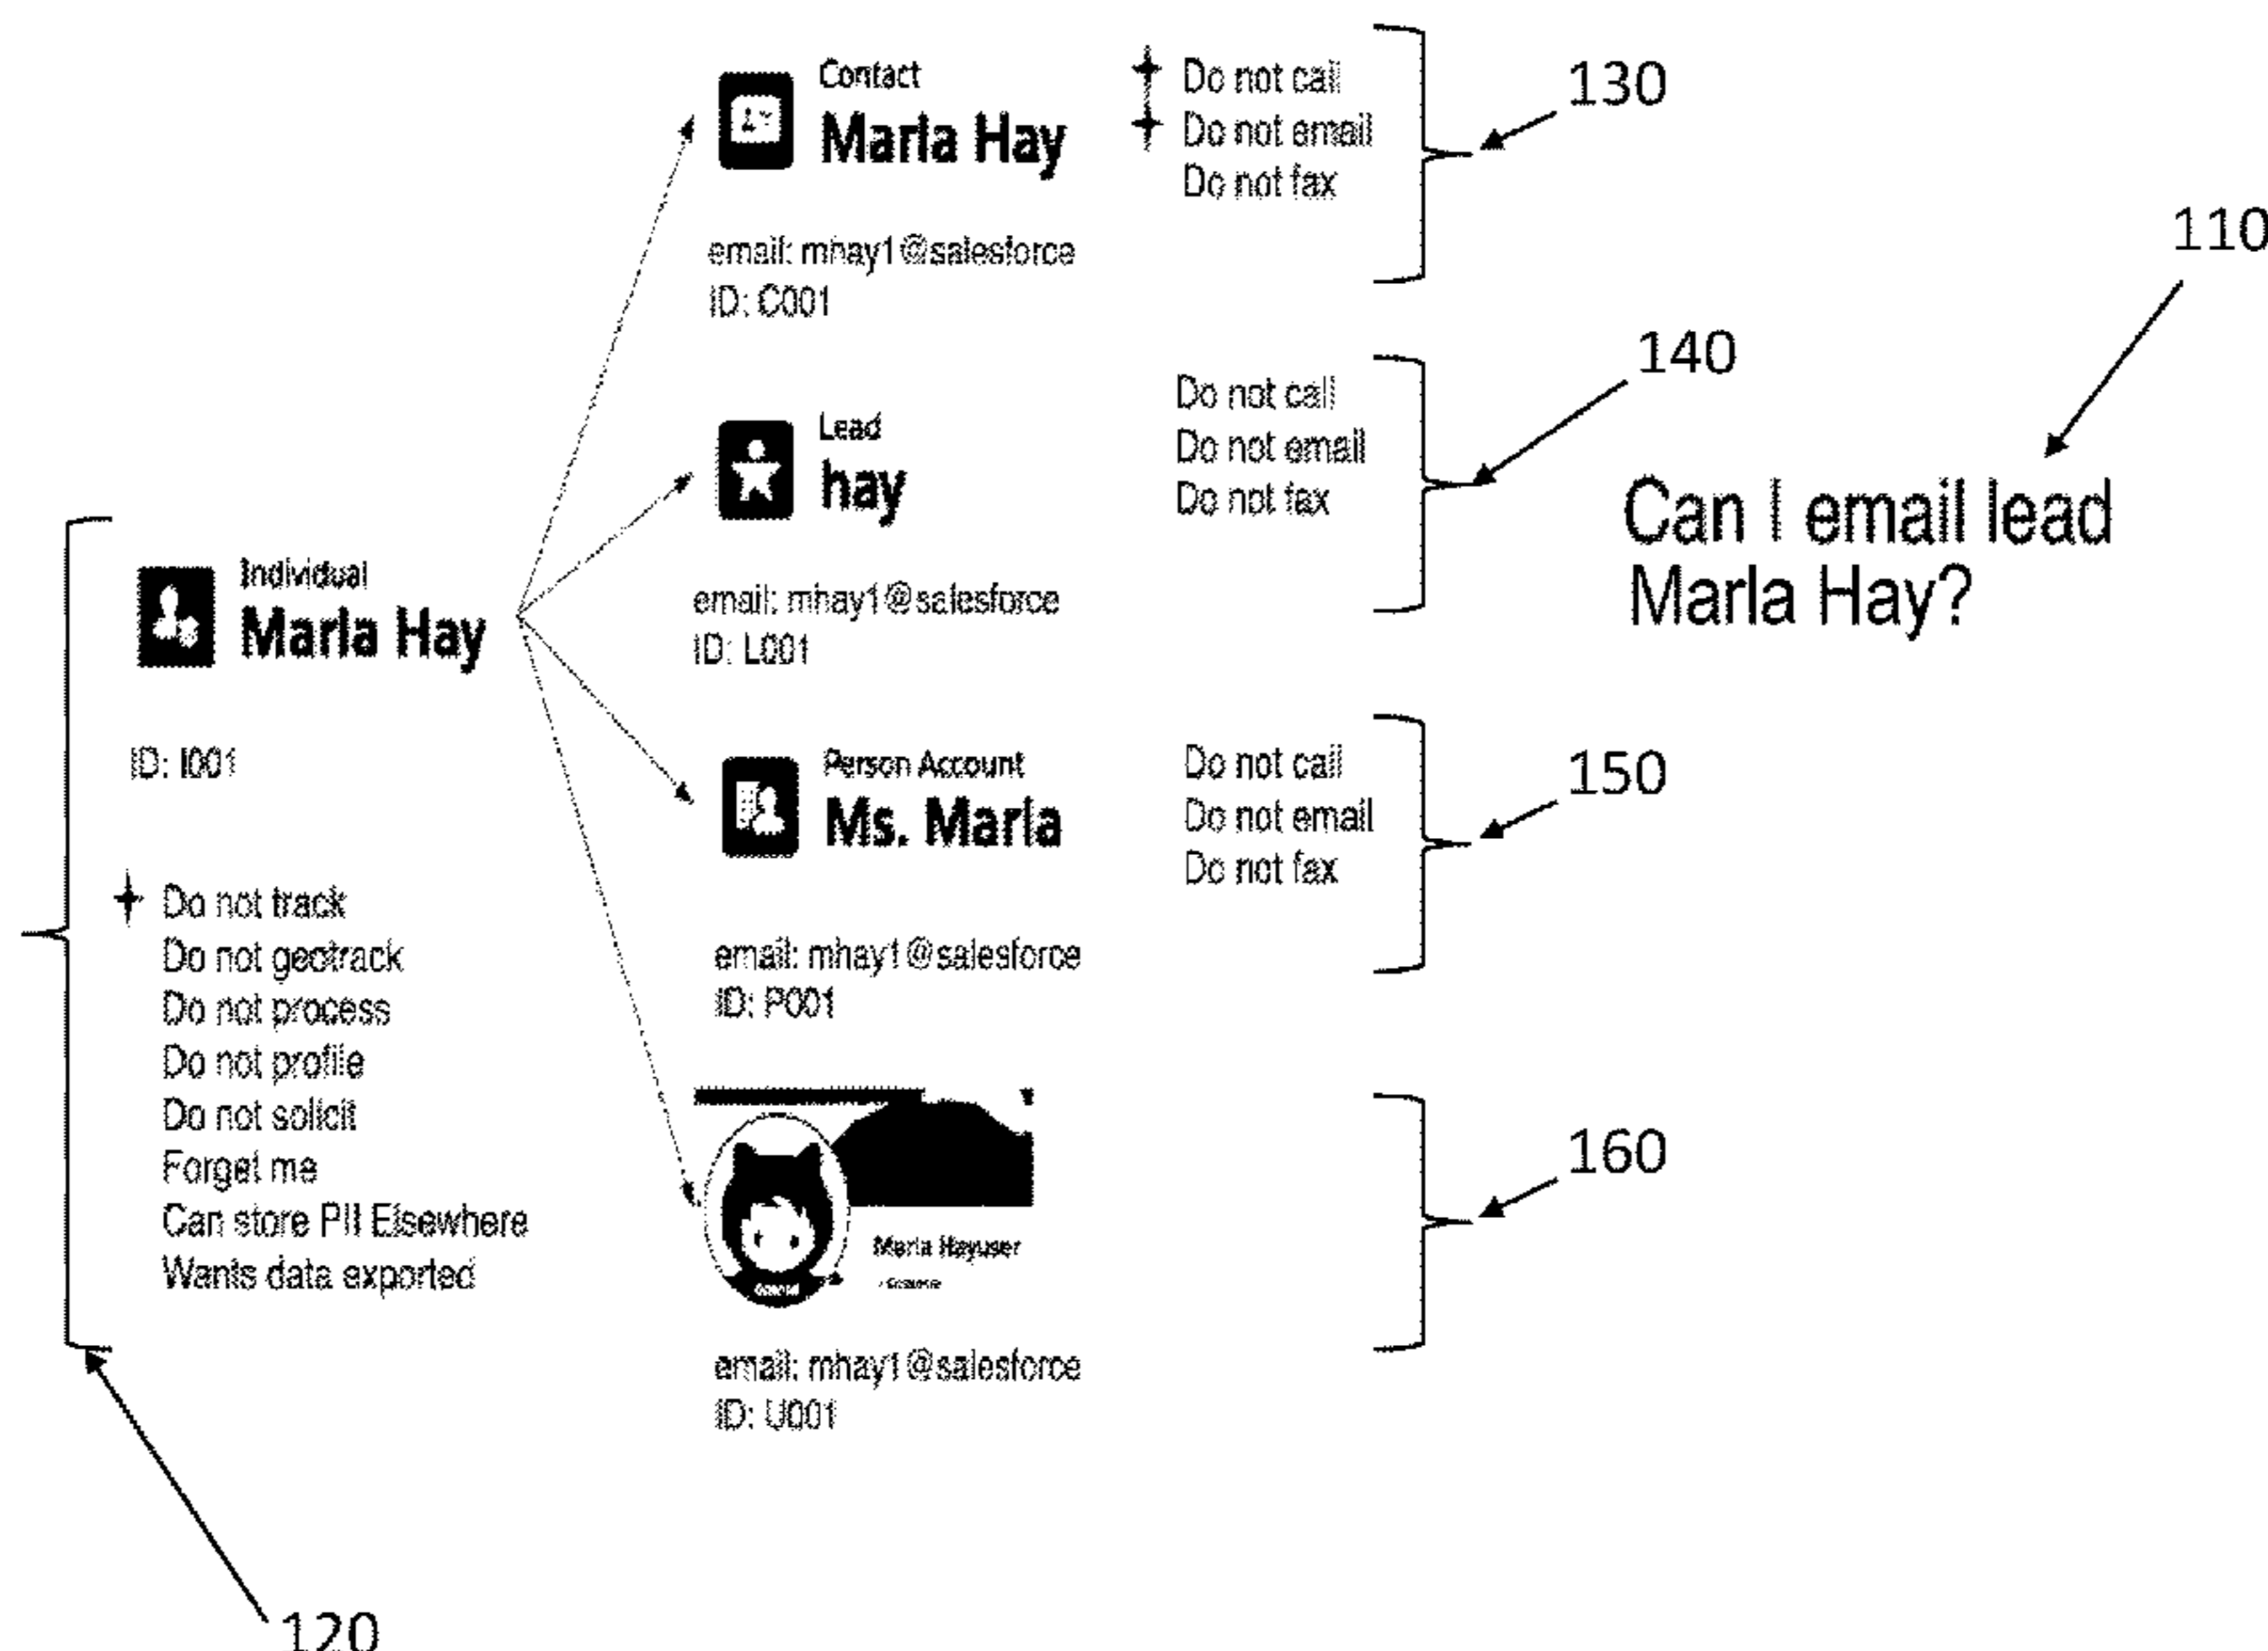 Contact
Marla Hay
email: mhay1@salesforce
ID: C001
Do not call
Do not email
Do not fax
130
110
Lead
hay
email: mhay1@salesforce
ID: L001
Do not call
Do not email
Do not fax
140
Can I email lead
Marla Hay?
Individual
Marla Hay
ID: I001
Do not track
Do not geotrack
Do not process
Do not profile
Do not solicit
Forget me
Can store PII Elsewhere
Wants data exported
120
Person Account
Ms. Marla
email: mhay1@salesforce
ID: P001
Do not call
Do not email
Do not fax
150
Marla Hayuser
email: mhay1@salesforce
ID: U001
160